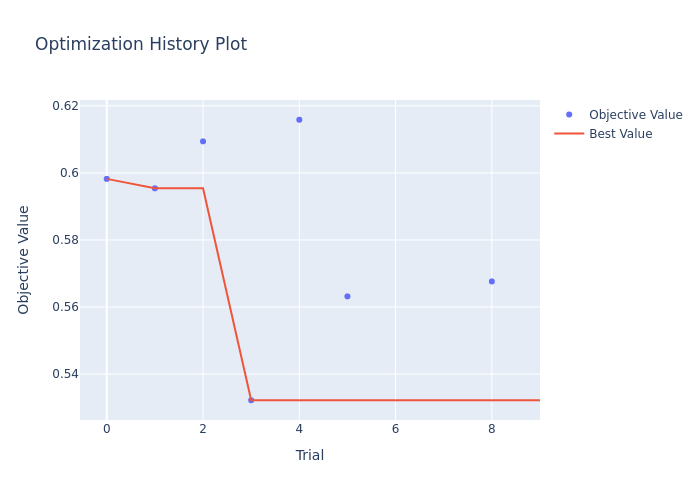 Optimization History Plot
Objective Value
Best Value
0.62
0.6
0.58
0.56
0.54
Objective Value
0 2 4 6 8
Trial